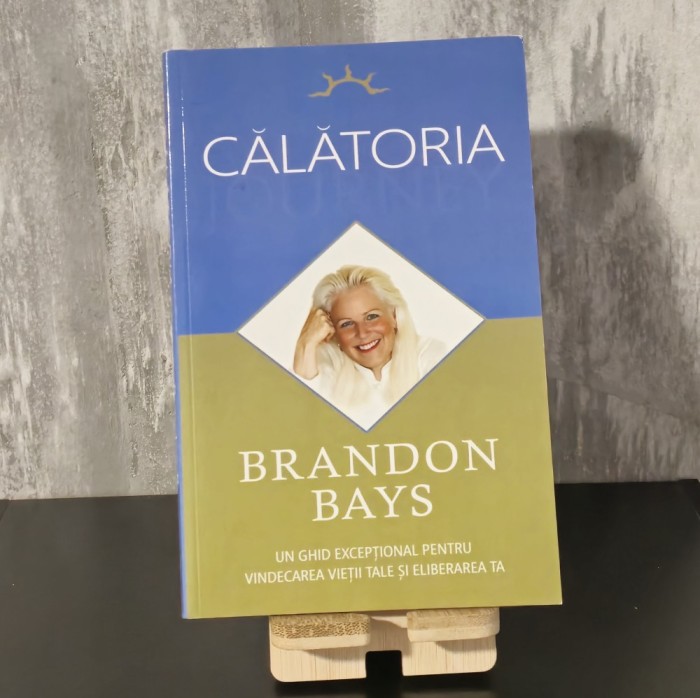 CĂLĂTORIA
JOURNEY
BRANDON
BAYS
UN GHID EXCEPȚIONAL PENTRU
VINDECAREA VIEȚII TALE ȘI ELIBERAREA TA